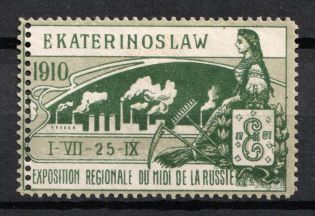 EKATERINOSLAW
1910
I-VII-25-IX
EXPOSITION REGIONALE DU MIDI DE LA RUSSIE